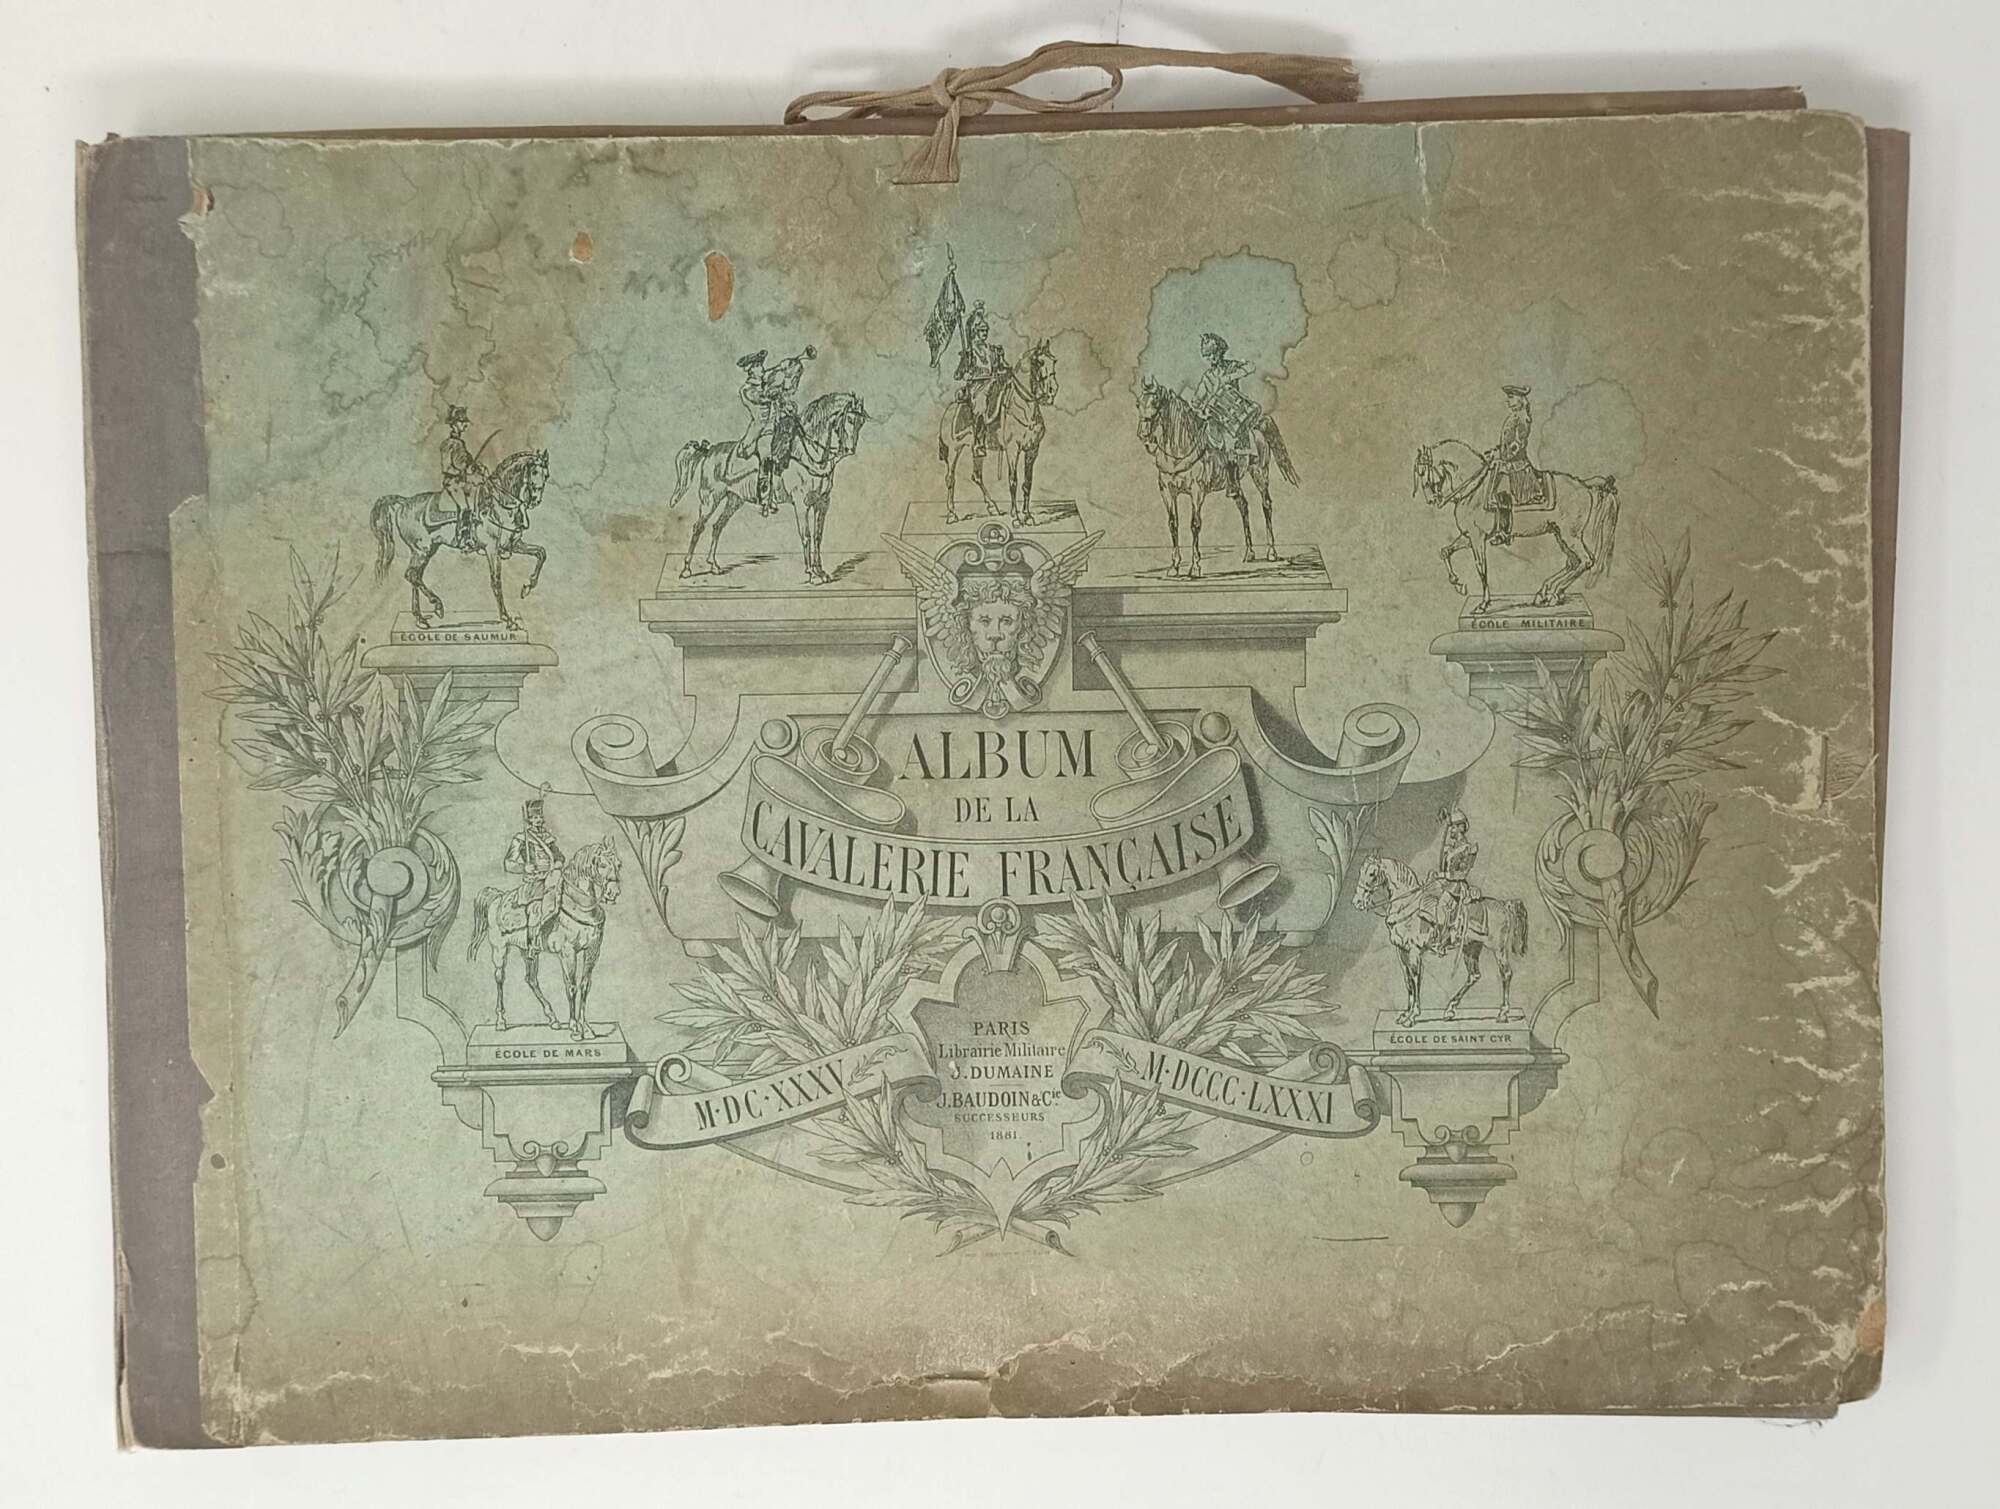 ÉCOLE DE SAUMUR
ÉCOLE MILITAIRE
ALBUM
DE LA
CAVALERIE FRANÇAISE
ÉCOLE DE MARS
ÉCOLE DE SAINT CYR
M·DC·XXXV
M·DCCC·LXXXI
PARIS
Librairie Militaire
J. DUMAINE
J. BAUDOIN & Cie.
SUCCESSEURS
1881.